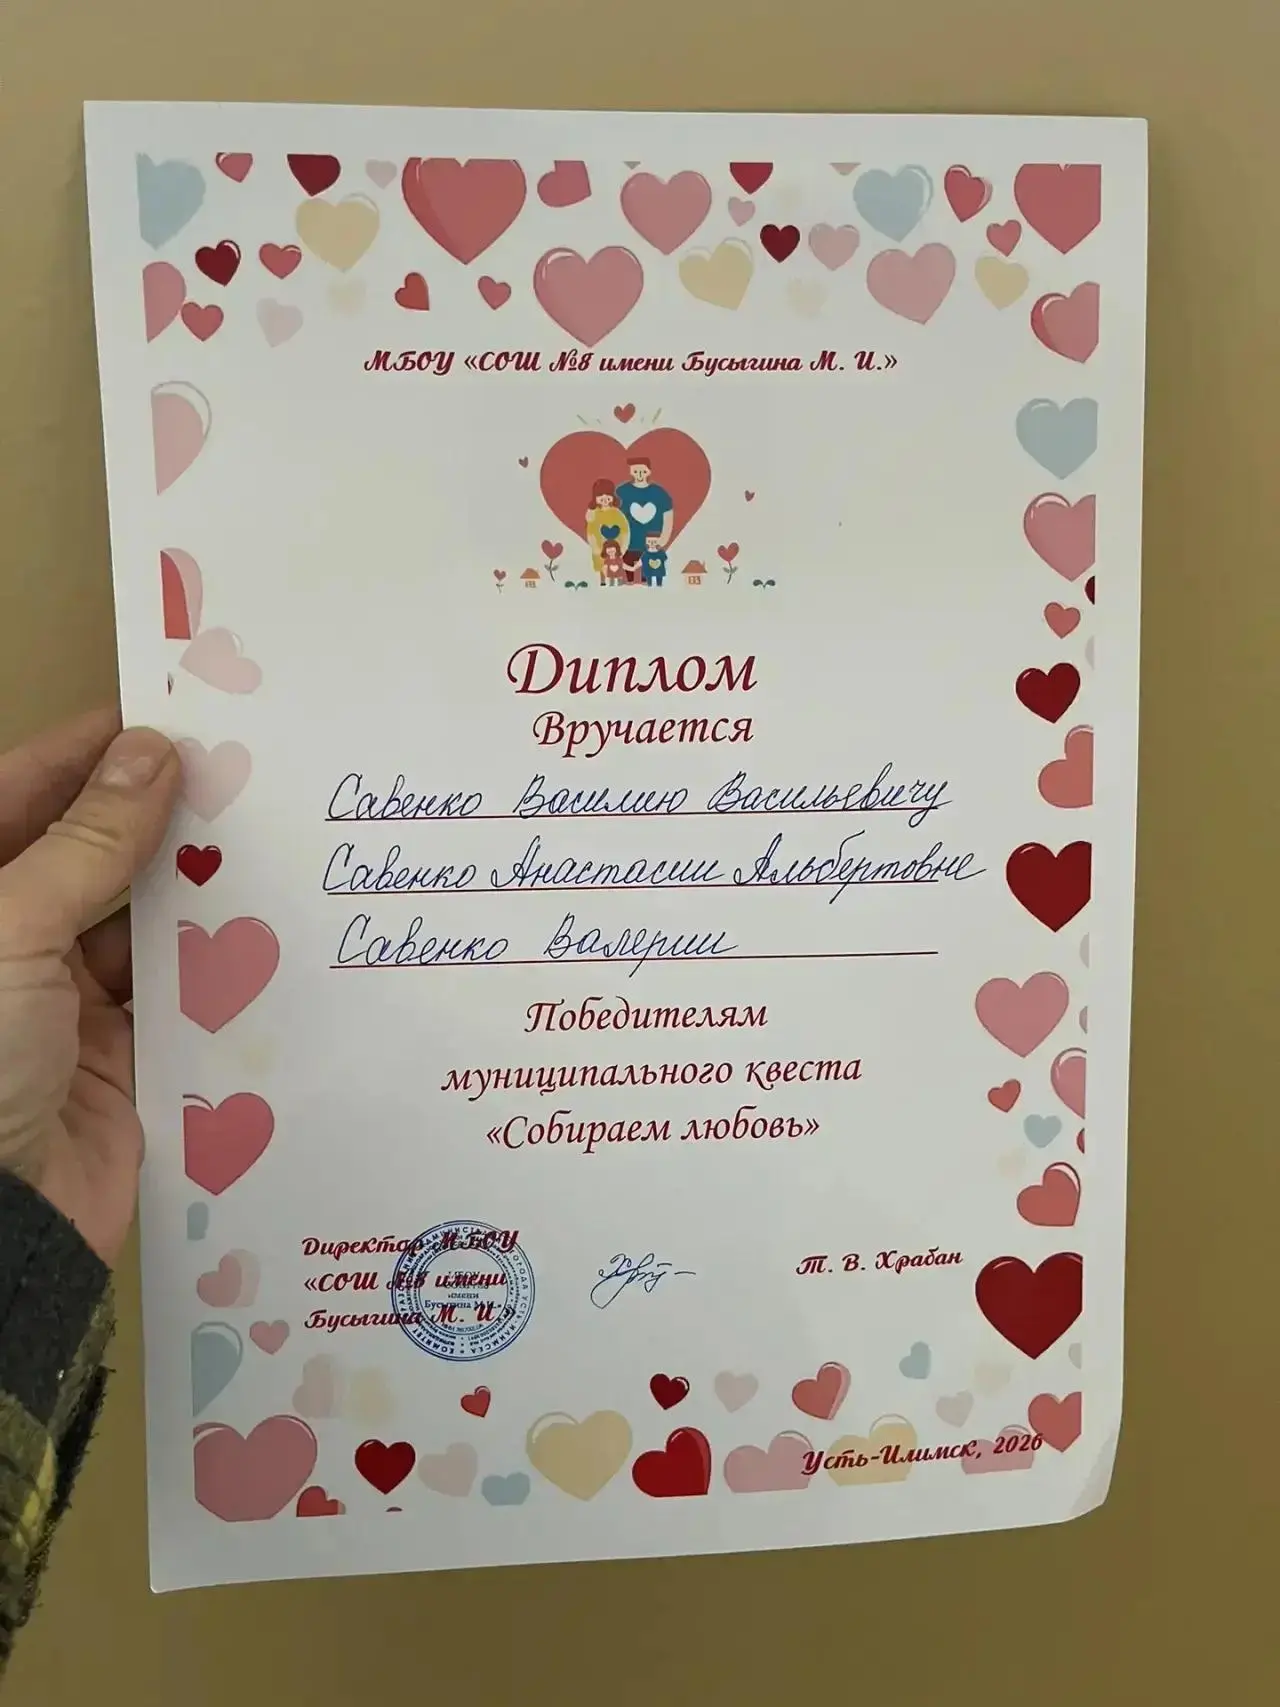 МБОУ «СОШ №8 имени Бусыгина М. И.»
Диплом
Вручается
Савенко Василию Васильевичу
Савенко Анастасии Альбертовне
Савенко Валерии
Победителям
муниципального квеста
«Собираем любовь»
Директор МБОУ
«СОШ №8 имени
Бусыгина М. И.»
Т. В. Храбан
Усть-Илимск, 2026